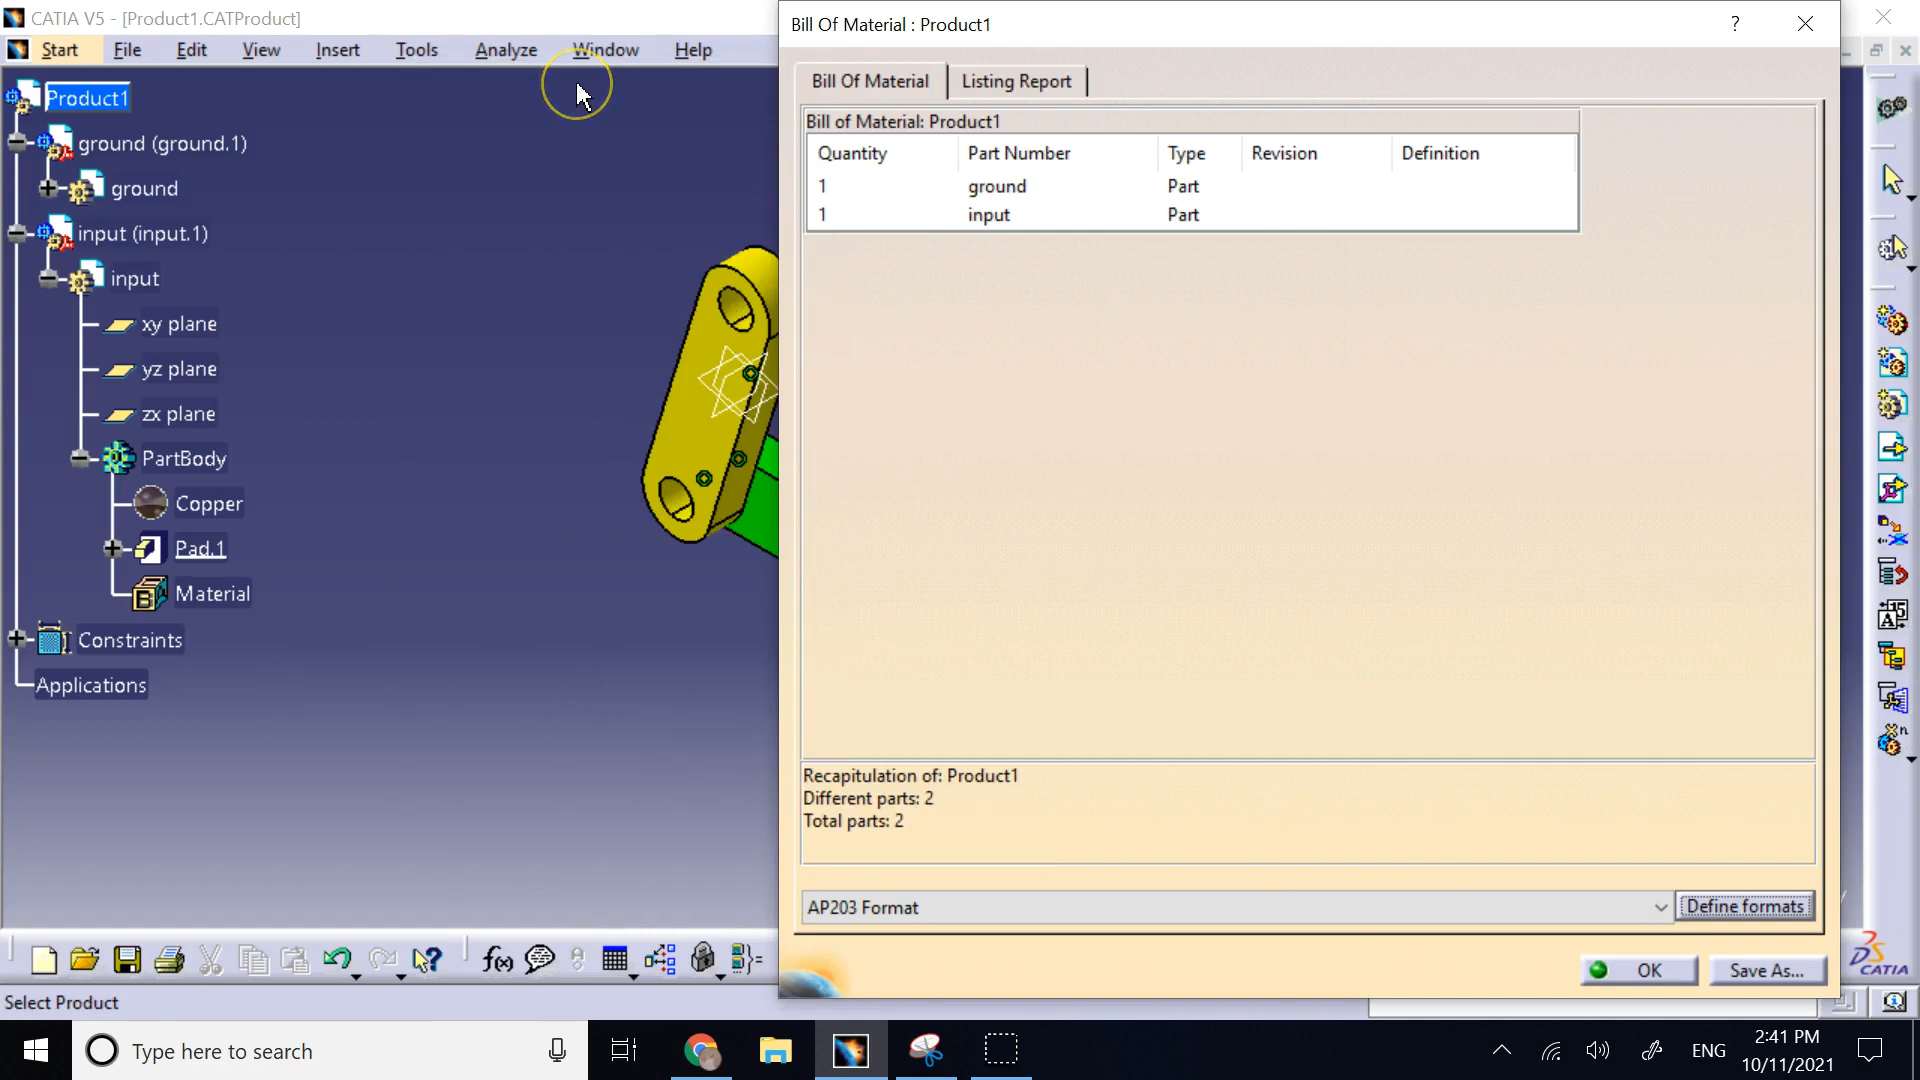 CATIA V5 - [Product1.CATProduct]
Start File Edit View Insert Tools Analyze Window Help
Product1
ground (ground.1)
ground
input (input.1)
input
xy plane
yz plane
zx plane
PartBody
Copper
Pad.1
Material
Constraints
Applications
Bill Of Material : Product1
?
Bill Of Material Listing Report
Bill of Material: Product1
Quantity Part Number Type Revision Definition
1 ground Part
1 input Part
Recapitulation of: Product1
Different parts: 2
Total parts: 2
AP203 Format Define formats
OK Save As...
CATIA
Select Product
Type here to search
ENG
2:41 PM
10/11/2021